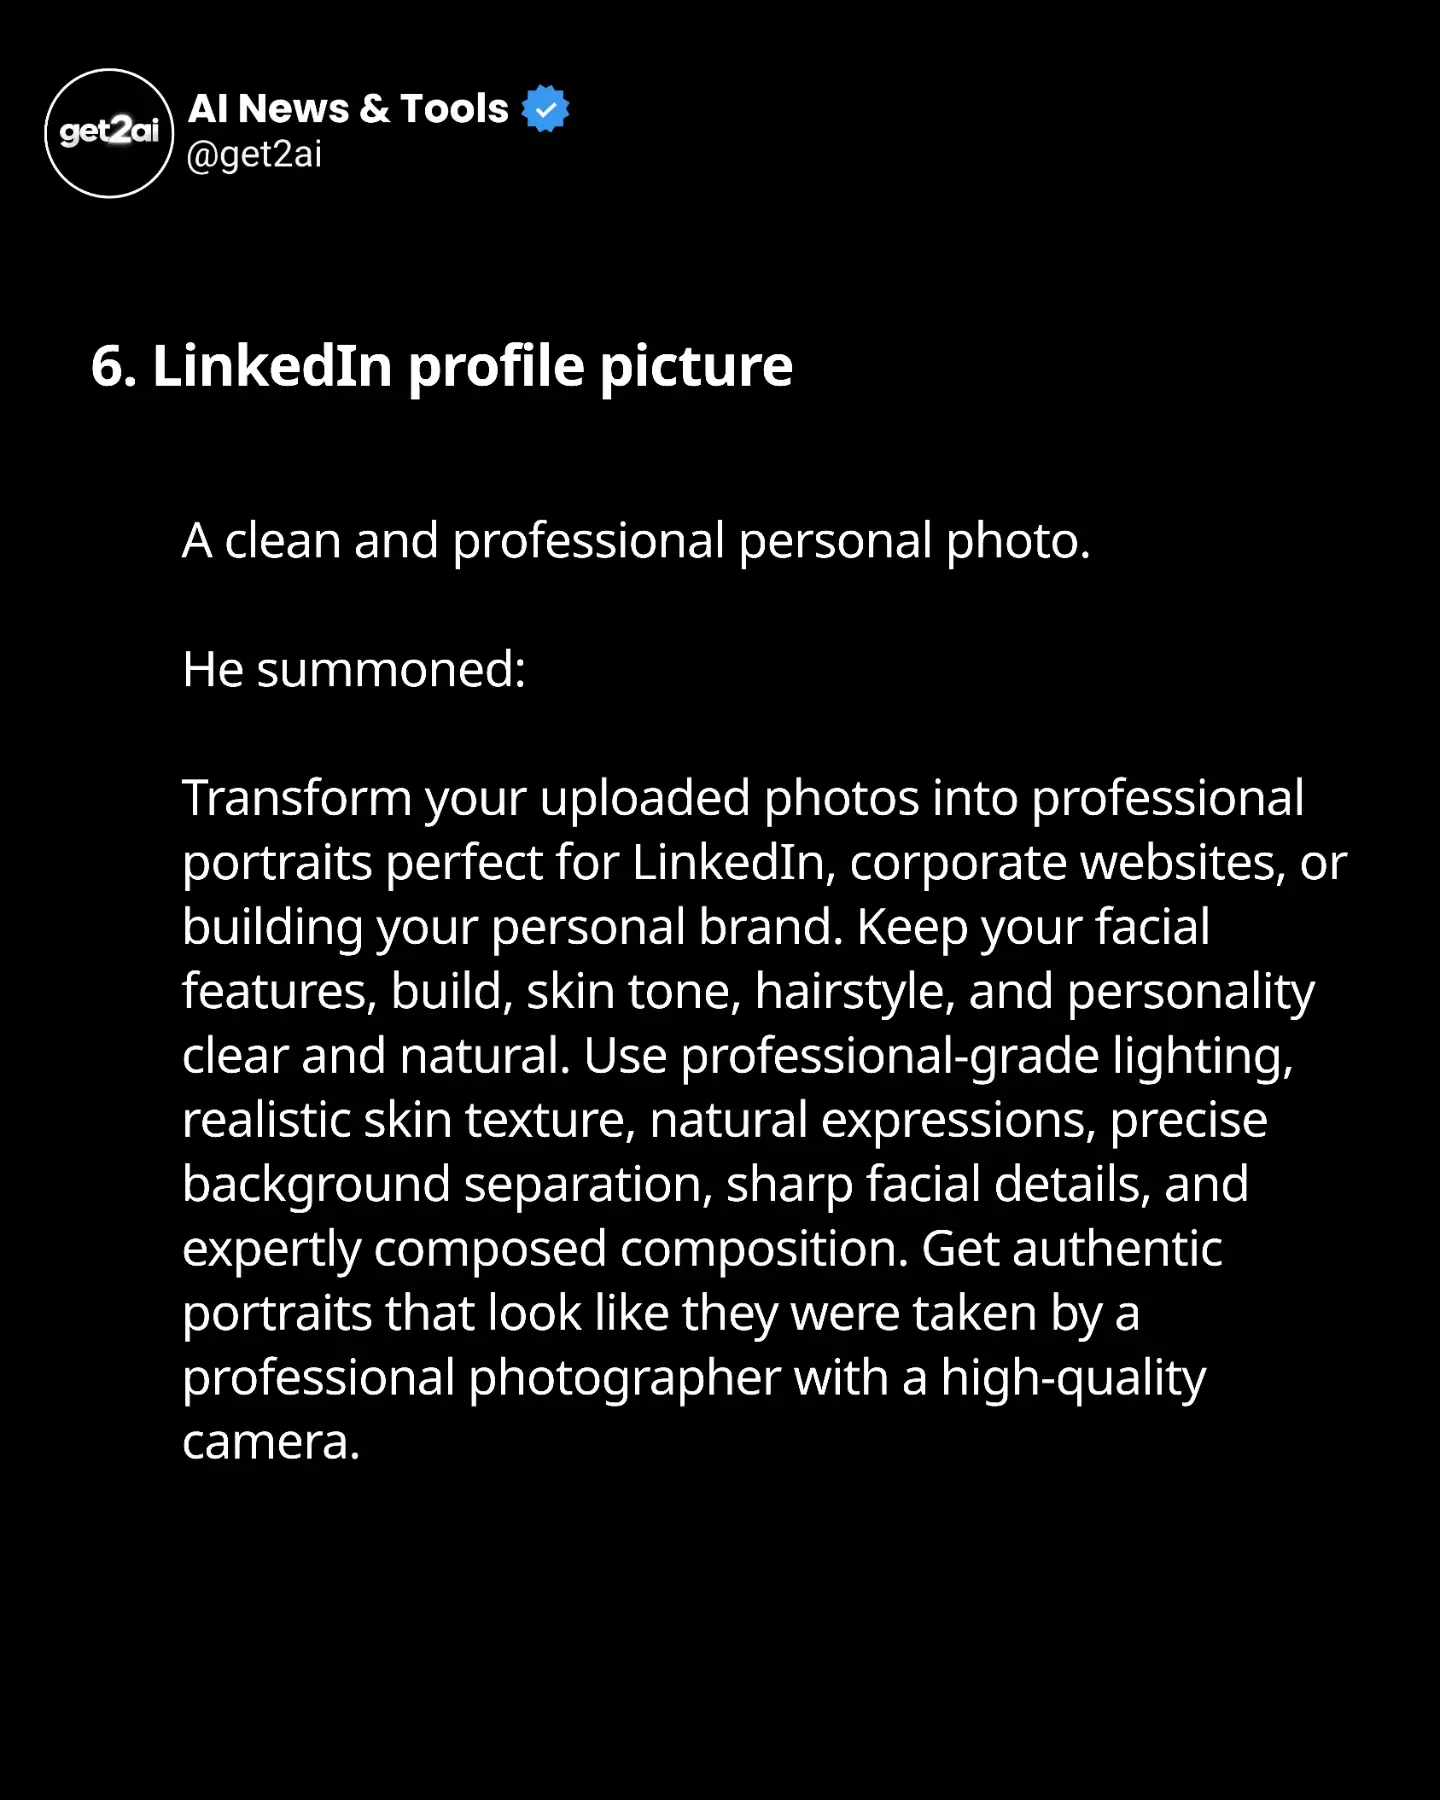 get2ai
AI News & Tools
@get2ai
6. LinkedIn profile picture
A clean and professional personal photo.
He summoned:
Transform your uploaded photos into professional
portraits perfect for LinkedIn, corporate websites, or
building your personal brand. Keep your facial
features, build, skin tone, hairstyle, and personality
clear and natural. Use professional-grade lighting,
realistic skin texture, natural expressions, precise
background separation, sharp facial details, and
expertly composed composition. Get authentic
portraits that look like they were taken by a
professional photographer with a high-quality
camera.